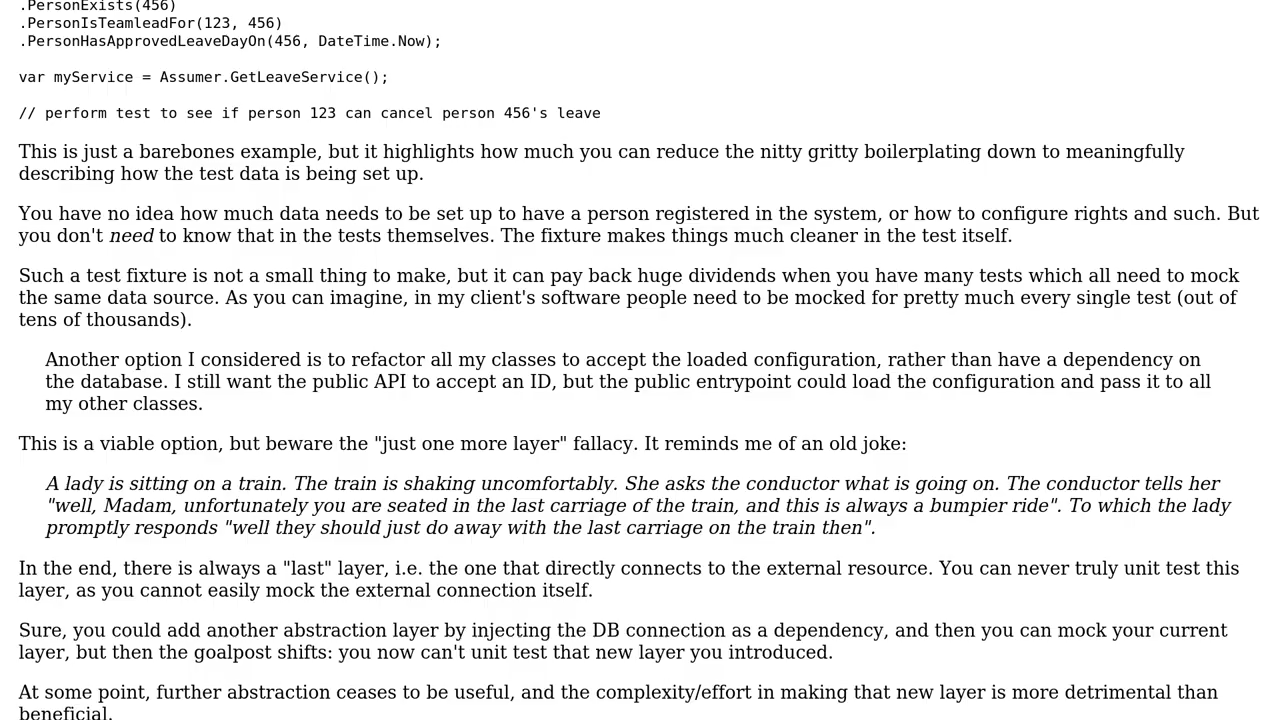 .PersonExists(456)
.PersonIsTeamleadFor(123, 456)
.PersonHasApprovedLeaveDayOn(456, DateTime.Now);
var myService = Assumer.GetLeaveService();
// perform test to see if person 123 can cancel person 456's leave
This is just a barebones example, but it highlights how much you can reduce the nitty gritty boilerplating down to meaningfully
describing how the test data is being set up.
You have no idea how much data needs to be set up to have a person registered in the system, or how to configure rights and such. But
you don't need to know that in the tests themselves. The fixture makes things much cleaner in the test itself.
Such a test fixture is not a small thing to make, but it can pay back huge dividends when you have many tests which all need to mock
the same data source. As you can imagine, in my client's software people need to be mocked for pretty much every single test (out of
tens of thousands).
Another option I considered is to refactor all my classes to accept the loaded configuration, rather than have a dependency on
the database. I still want the public API to accept an ID, but the public entrypoint could load the configuration and pass it to all
my other classes.
This is a viable option, but beware the "just one more layer" fallacy. It reminds me of an old joke:
A lady is sitting on a train. The train is shaking uncomfortably. She asks the conductor what is going on. The conductor tells her
"well, Madam, unfortunately you are seated in the last carriage of the train, and this is always a bumpier ride". To which the lady
promptly responds "well they should just do away with the last carriage on the train then".
In the end, there is always a "last" layer, i.e. the one that directly connects to the external resource. You can never truly unit test this
layer, as you cannot easily mock the external connection itself.
Sure, you could add another abstraction layer by injecting the DB connection as a dependency, and then you can mock your current
layer, but then the goalpost shifts: you now can't unit test that new layer you introduced.
At some point, further abstraction ceases to be useful, and the complexity/effort in making that new layer is more detrimental than
beneficial.